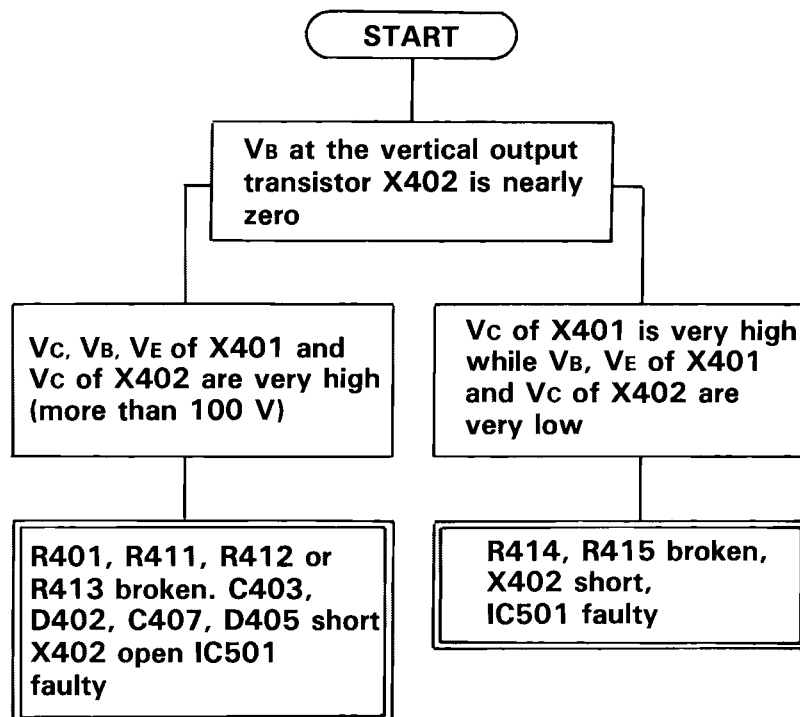 START
VB at the vertical output
transistor X402 is nearly
zero
VC, VB, VE of X401 and
VC of X402 are very high
(more than 100 V)
VC of X401 is very high
while VB, VE of X401
and VC of X402 are
very low
R401, R411, R412 or
R413 broken. C403,
D402, C407, D405 short
X402 open IC501
faulty
R414, R415 broken,
X402 short,
IC501 faulty